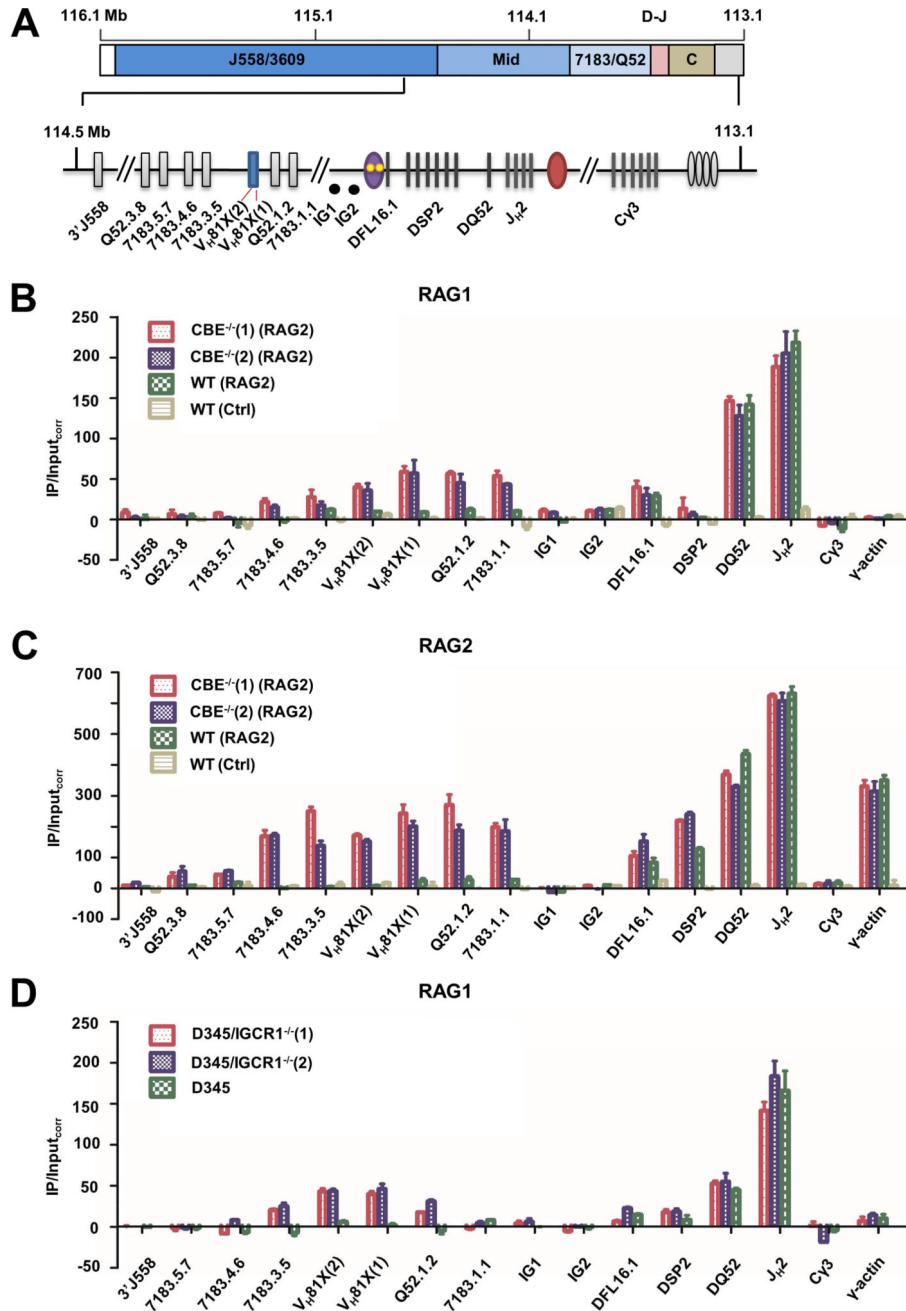 A
116.1 Mb 115.1 114.1 D-J 113.1
J558/3609 Mid 7183/Q52 C
114.5 Mb 113.1
3'J558 Q52.3.8 7183.5.7 7183.4.6 7183.3.5 VH81X(2) VH81X(1) Q52.1.2 7183.1.1 IG1 IG2 DFL16.1 DSP2 DQ52 JH2 Cγ3
B
RAG1
IP/Inputcorr
250
200
150
100
50
0
-50
CBE-/-(1) (RAG2)
CBE-/-(2) (RAG2)
WT (RAG2)
WT (Ctrl)
3'J558 Q52.3.8 7183.5.7 7183.4.6 7183.3.5 VH81X(2) VH81X(1) Q52.1.2 7183.1.1 IG1 IG2 DFL16.1 DSP2 DQ52 JH2 Cγ3 γ-actin
C
RAG2
IP/Inputcorr
700
500
300
100
0
-100
CBE-/-(1) (RAG2)
CBE-/-(2) (RAG2)
WT (RAG2)
WT (Ctrl)
3'J558 Q52.3.8 7183.5.7 7183.4.6 7183.3.5 VH81X(2) VH81X(1) Q52.1.2 7183.1.1 IG1 IG2 DFL16.1 DSP2 DQ52 JH2 Cγ3 γ-actin
D
RAG1
IP/Inputcorr
250
200
150
100
50
0
-50
D345/IGCR1-/-(1)
D345/IGCR1-/-(2)
D345
3'J558 7183.5.7 7183.4.6 7183.3.5 VH81X(2) VH81X(1) Q52.1.2 7183.1.1 IG1 IG2 DFL16.1 DSP2 DQ52 JH2 Cγ3 γ-actin